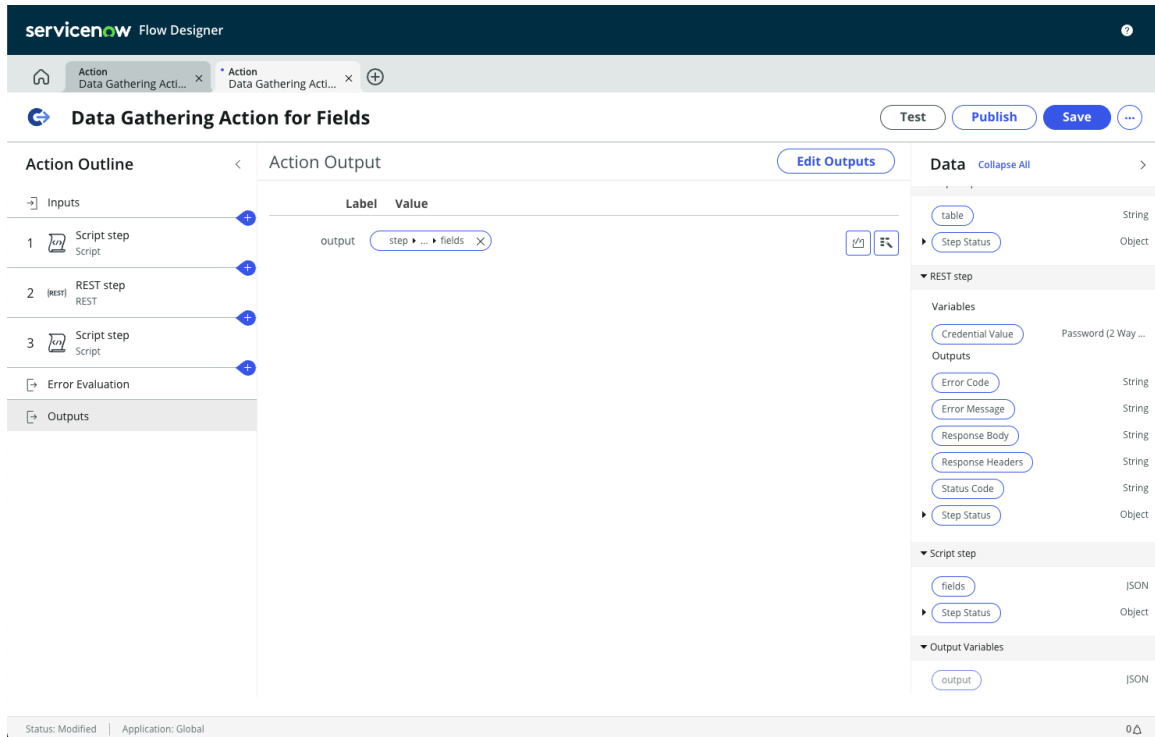 servicenow Flow Designer
Action
Data Gathering Acti...
Action
Data Gathering Acti...
Data Gathering Action for Fields
Test
Publish
Save
Action Outline
Inputs
1
Script step
Script
2
{REST}
REST step
REST
3
Script step
Script
Error Evaluation
Outputs
Action Output
Edit Outputs
Label Value
output
step ▸ ... ▸ fields
Data Collapse All
table String
Step Status Object
REST step
Variables
Credential Value Password (2 Way ...
Outputs
Error Code String
Error Message String
Response Body String
Response Headers String
Status Code String
Step Status Object
Script step
fields JSON
Step Status Object
Output Variables
output JSON
Status: Modified Application: Global
0